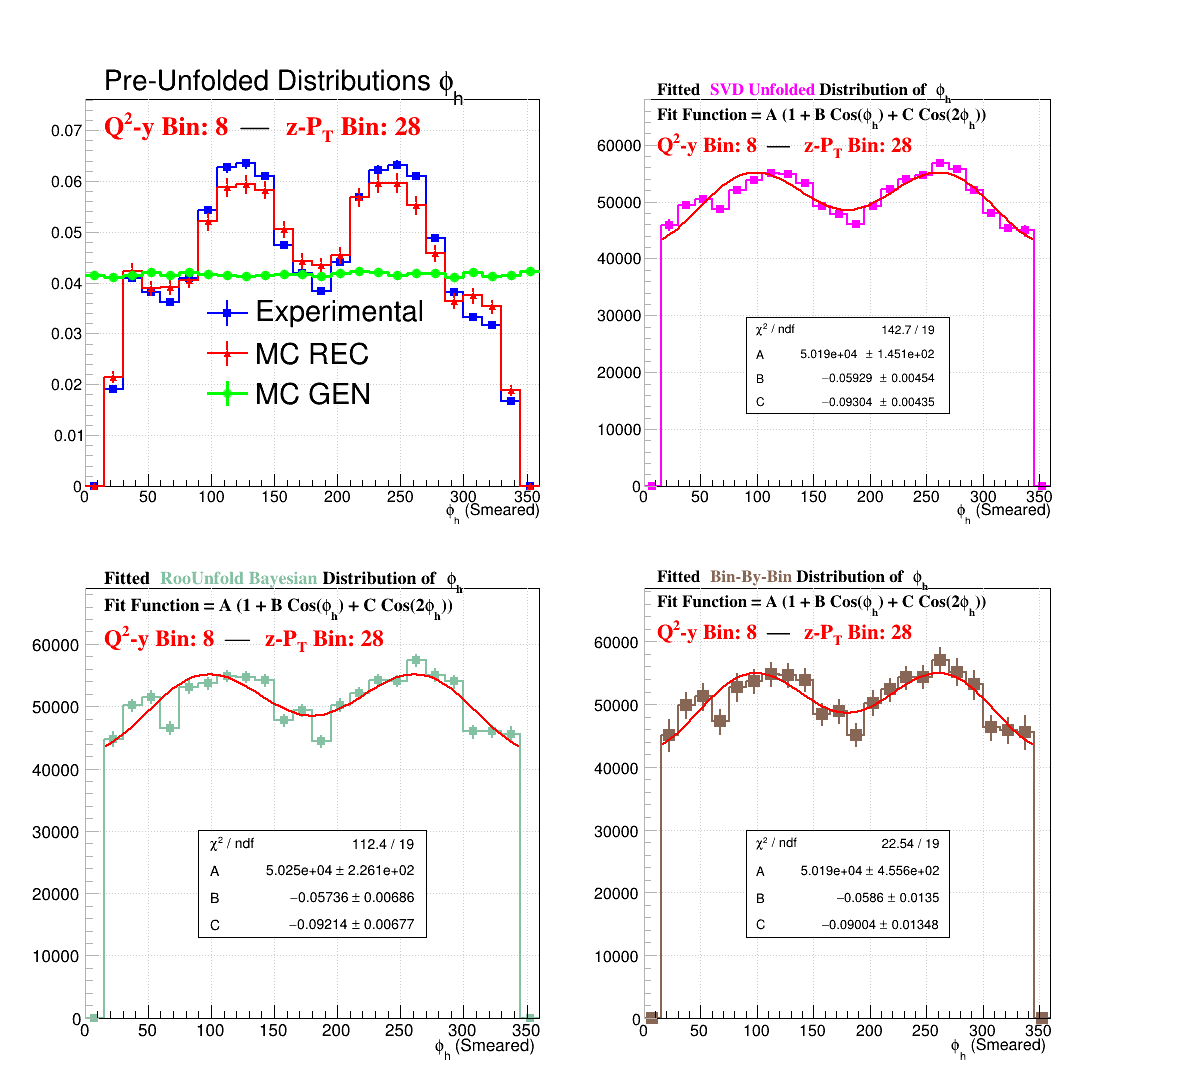 Pre-Unfolded Distributions ϕh
Q²-y Bin: 8 — z-PT Bin: 28
0.07
0.06
0.05
0.04
0.03
0.02
0.01
0
Experimental
MC REC
MC GEN
0 50 100 150 200 250 300 350
ϕh (Smeared)
Fitted SVD Unfolded Distribution of ϕh
Fit Function = A (1 + B Cos(ϕh) + C Cos(2ϕh))
Q²-y Bin: 8 — z-PT Bin: 28
60000
50000
40000
30000
20000
10000
0
χ² / ndf 142.7 / 19
A 5.019e+04 ± 1.451e+02
B −0.05929 ± 0.00454
C −0.09304 ± 0.00435
0 50 100 150 200 250 300 350
ϕh (Smeared)
Fitted RooUnfold Bayesian Distribution of ϕh
Fit Function = A (1 + B Cos(ϕh) + C Cos(2ϕh))
Q²-y Bin: 8 — z-PT Bin: 28
60000
50000
40000
30000
20000
10000
0
χ² / ndf 112.4 / 19
A 5.025e+04 ± 2.261e+02
B −0.05736 ± 0.00686
C −0.09214 ± 0.00677
0 50 100 150 200 250 300 350
ϕh (Smeared)
Fitted Bin-By-Bin Distribution of ϕh
Fit Function = A (1 + B Cos(ϕh) + C Cos(2ϕh))
Q²-y Bin: 8 — z-PT Bin: 28
60000
50000
40000
30000
20000
10000
0
χ² / ndf 22.54 / 19
A 5.019e+04 ± 4.556e+02
B −0.0586 ± 0.0135
C −0.09004 ± 0.01348
0 50 100 150 200 250 300 350
ϕh (Smeared)